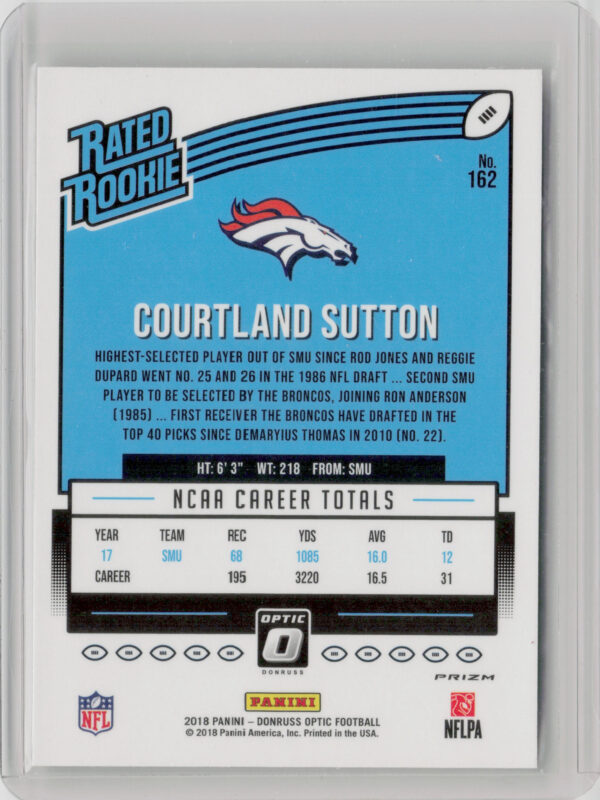 RATED
ROOKIE
No.
162
COURTLAND SUTTON
HIGHEST-SELECTED PLAYER OUT OF SMU SINCE ROD JONES AND REGGIE
DUPARD WENT NO. 25 AND 26 IN THE 1986 NFL DRAFT ... SECOND SMU
PLAYER TO BE SELECTED BY THE BRONCOS, JOINING RON ANDERSON
(1985) ... FIRST RECEIVER THE BRONCOS HAVE DRAFTED IN THE
TOP 40 PICKS SINCE DEMARYIUS THOMAS IN 2010 (NO. 22).
HT: 6' 3" WT: 218 FROM: SMU
NCAA CAREER TOTALS
YEAR TEAM REC YDS AVG TD
17 SMU 68 1085 16.0 12
CAREER 195 3220 16.5 31
OPTIC
O
DONRUSS
PRIZM
NFL
PANINI
NFLPA
2018 PANINI – DONRUSS OPTIC FOOTBALL
© 2018 Panini America, Inc. Printed in the USA.